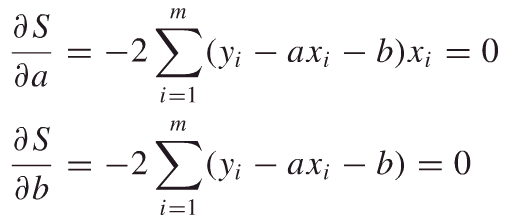 ∂S/∂a = −2 ∑_{i=1}^{m} (y_i − ax_i − b)x_i = 0
∂S/∂b = −2 ∑_{i=1}^{m} (y_i − ax_i − b) = 0